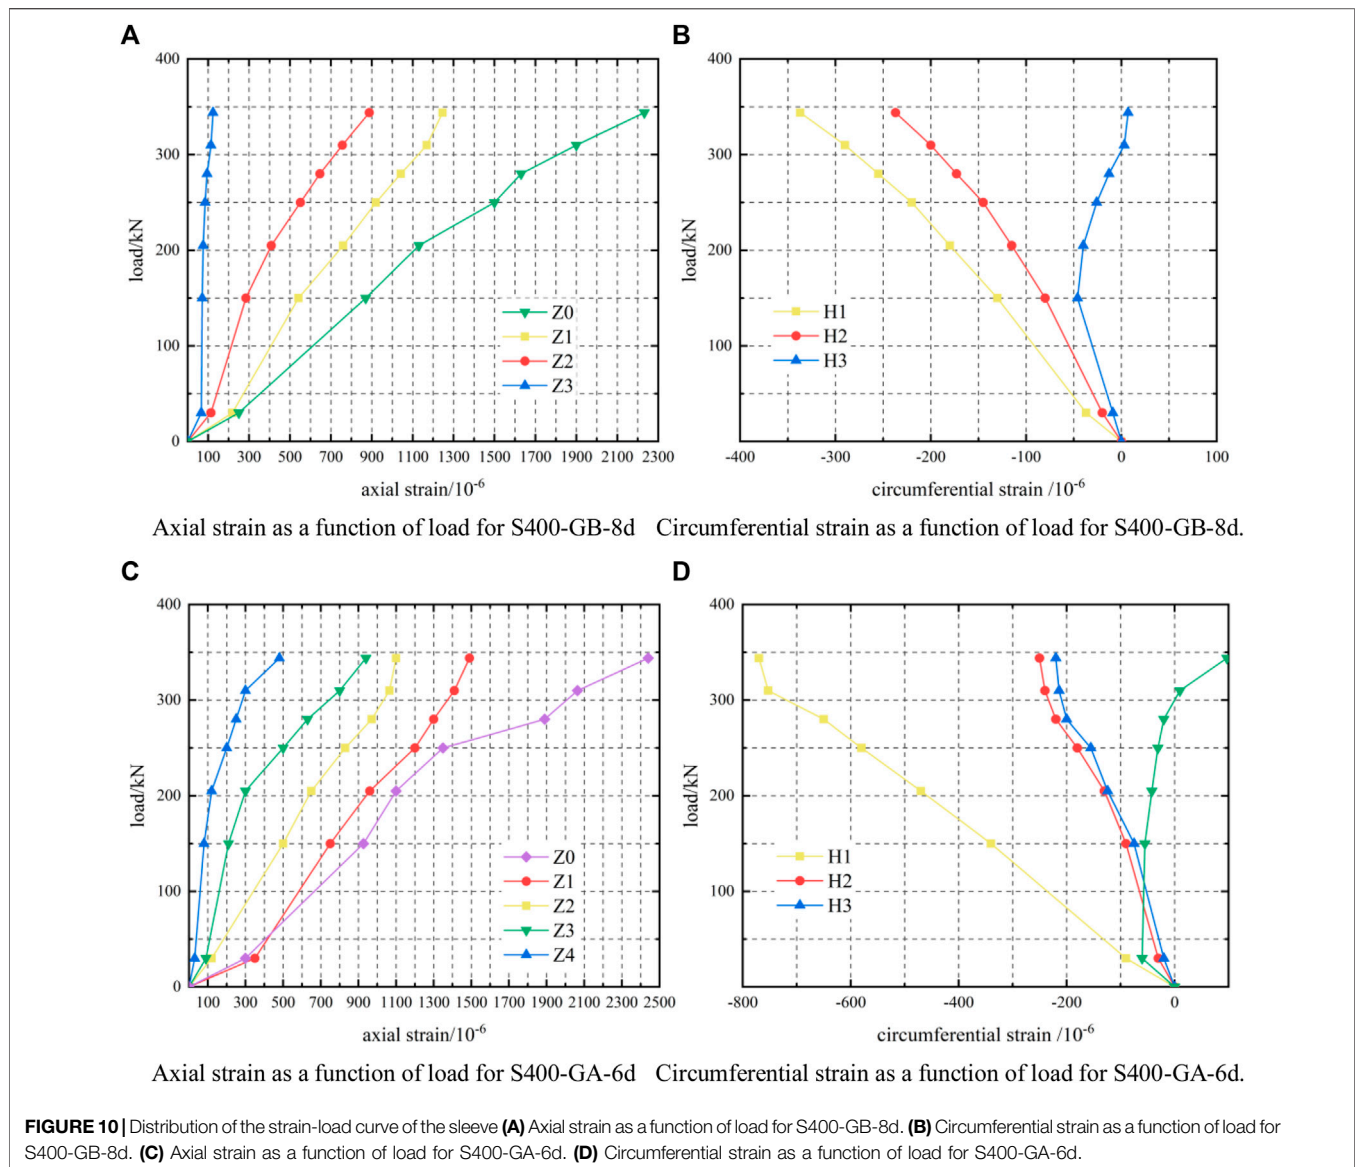 A
400
300
200
100
0
load/kN
Z0
Z1
Z2
Z3
100 300 500 700 900 1100 1300 1500 1700 1900 2100 2300
axial strain/10-6
Axial strain as a function of load for S400-GB-8d
B
400
300
200
100
load/kN
H1
H2
H3
-400 -300 -200 -100 0 100
circumferential strain /10-6
Circumferential strain as a function of load for S400-GB-8d.
C
400
300
200
100
0
load/kN
Z0
Z1
Z2
Z3
Z4
100 300 500 700 900 1100 1300 1500 1700 1900 2100 2300 2500
axial strain/10-6
Axial strain as a function of load for S400-GA-6d
D
400
300
200
100
load/kN
H1
H2
H3
-800 -600 -400 -200 0
circumferential strain /10-6
Circumferential strain as a function of load for S400-GA-6d.
FIGURE 10 | Distribution of the strain-load curve of the sleeve (A) Axial strain as a function of load for S400-GB-8d. (B) Circumferential strain as a function of load for
S400-GB-8d. (C) Axial strain as a function of load for S400-GA-6d. (D) Circumferential strain as a function of load for S400-GA-6d.